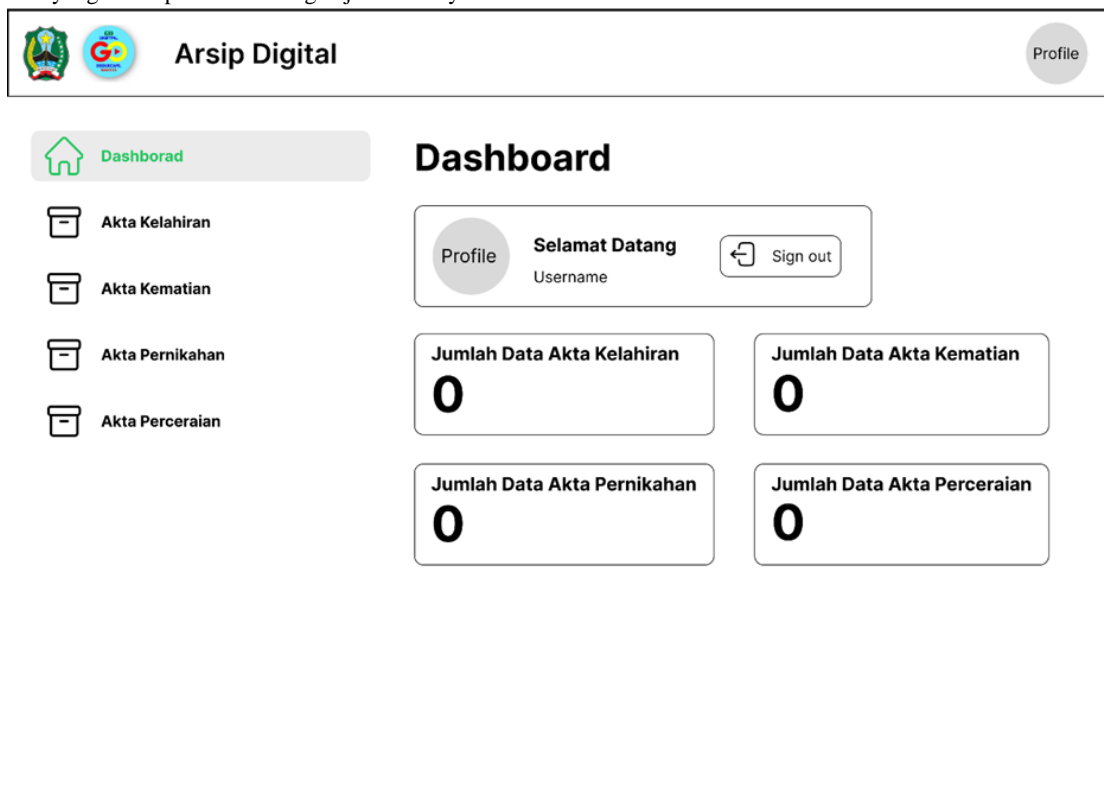 Arsip Digital
Profile
Dashborad
Akta Kelahiran
Akta Kematian
Akta Pernikahan
Akta Perceraian
Dashboard
Profile
Selamat Datang
Username
Sign out
Jumlah Data Akta Kelahiran
0
Jumlah Data Akta Kematian
0
Jumlah Data Akta Pernikahan
0
Jumlah Data Akta Perceraian
0